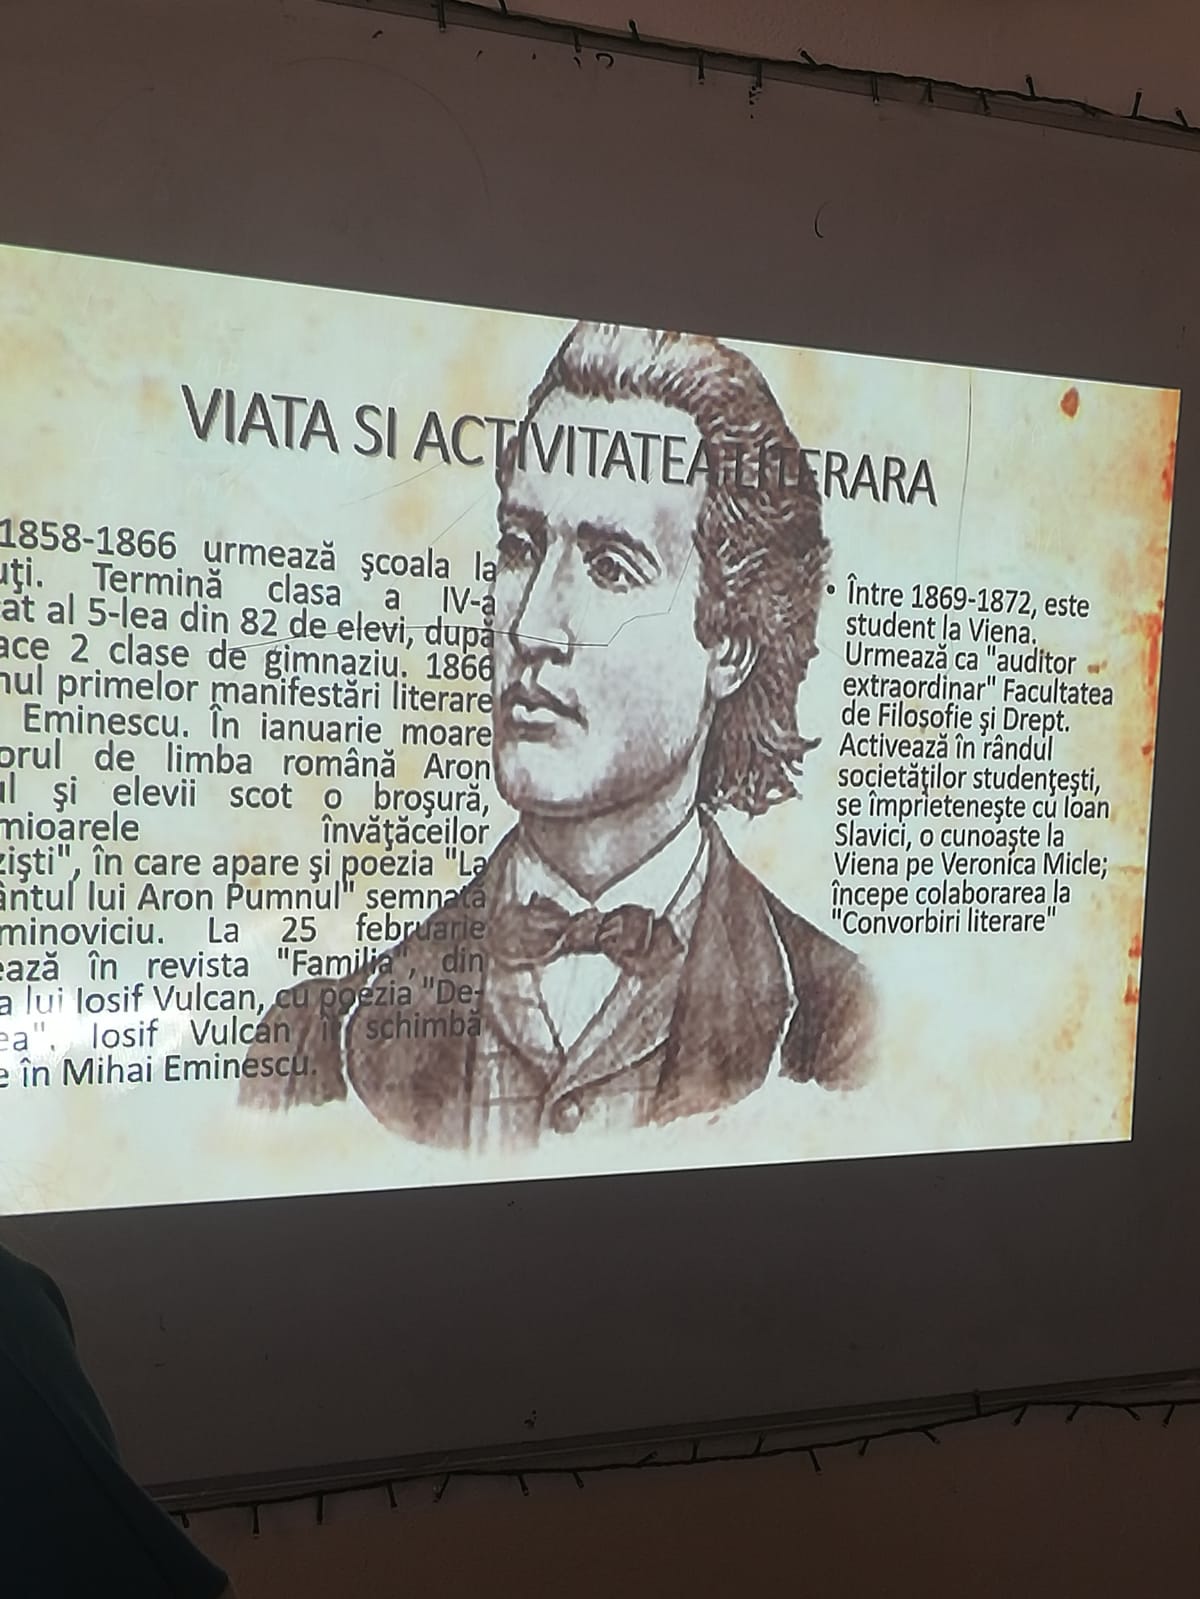 VIATA SI ACTIVITATEA LITERARA
1858-1866 urmează şcoala la
uţi. Termină clasa a IV-a
cat al 5-lea din 82 de elevi, după
ace 2 clase de gimnaziu. 1866
nul primelor manifestări literare
Eminescu. În ianuarie moare
orul de limba română Aron
ul şi elevii scot o broşură,
mioarele învăţăceilor
zişti", în care apare şi poezia "La
ântul lui Aron Pumnul" semnată
minoviciu. La 25 februarie
ează în revista "Familia", din
a lui Iosif Vulcan, cu poezia "De-
ea". Iosif Vulcan îi schimbă
e în Mihai Eminescu.
• Între 1869-1872, este
student la Viena.
Urmează ca "auditor
extraordinar" Facultatea
de Filosofie şi Drept.
Activează în rândul
societăţilor studenţeşti,
se împrieteneşte cu Ioan
Slavici, o cunoaşte la
Viena pe Veronica Micle;
începe colaborarea la
"Convorbiri literare"